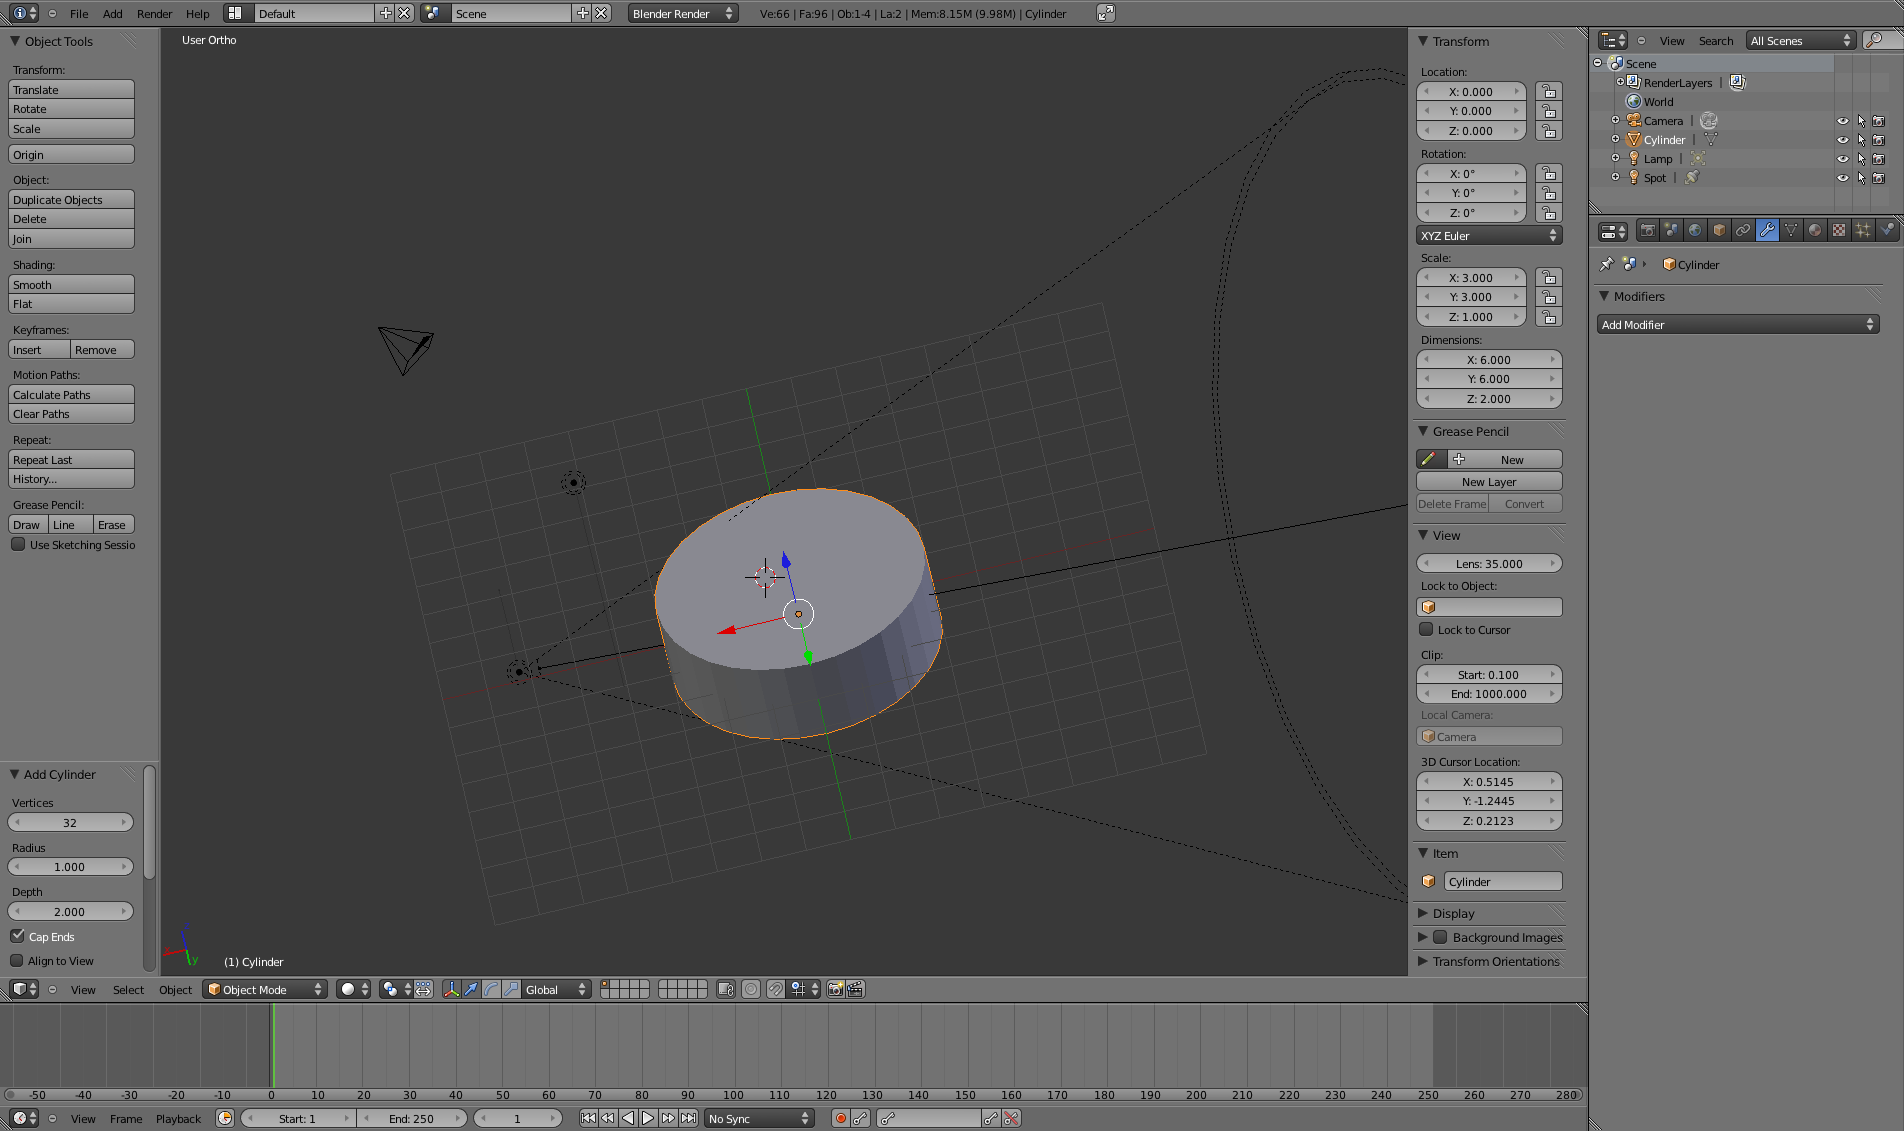 File Add Render Help Default Scene Blender Render Ve:66 | Fa:96 | Ob:1-4 | La:2 | Mem:8.15M (9.98M) | Cylinder
Object Tools
Transform:
Translate
Rotate
Scale
Origin
Object:
Duplicate Objects
Delete
Join
Shading:
Smooth
Flat
Keyframes:
Insert Remove
Motion Paths:
Calculate Paths
Clear Paths
Repeat:
Repeat Last
History...
Grease Pencil:
Draw Line Erase
Use Sketching Sessio
Add Cylinder
Vertices
32
Radius
1.000
Depth
2.000
Cap Ends
Align to View
User Ortho
y
(1) Cylinder
Transform
Location:
X: 0.000
Y: 0.000
Z: 0.000
Rotation:
X: 0°
Y: 0°
Z: 0°
XYZ Euler
Scale:
X: 3.000
Y: 3.000
Z: 1.000
Dimensions:
X: 6.000
Y: 6.000
Z: 2.000
Grease Pencil
New
New Layer
Delete Frame Convert
View
Lens: 35.000
Lock to Object:
Lock to Cursor
Clip:
Start: 0.100
End: 1000.000
Local Camera:
Camera
3D Cursor Location:
X: 0.5145
Y: -1.2445
Z: 0.2123
Item
Cylinder
Display
Background Images
Transform Orientations
View Search All Scenes
Scene
RenderLayers |
World
Camera |
Cylinder |
Lamp |
Spot |
Cylinder
Modifiers
Add Modifier
View Select Object Object Mode Global
-50 -40 -30 -20 -10 0 10 20 30 40 50 60 70 80 90 100 110 120 130 140 150 160 170 180 190 200 210 220 230 240 250 260 270 280
View Frame Playback Start: 1 End: 250 1 No Sync